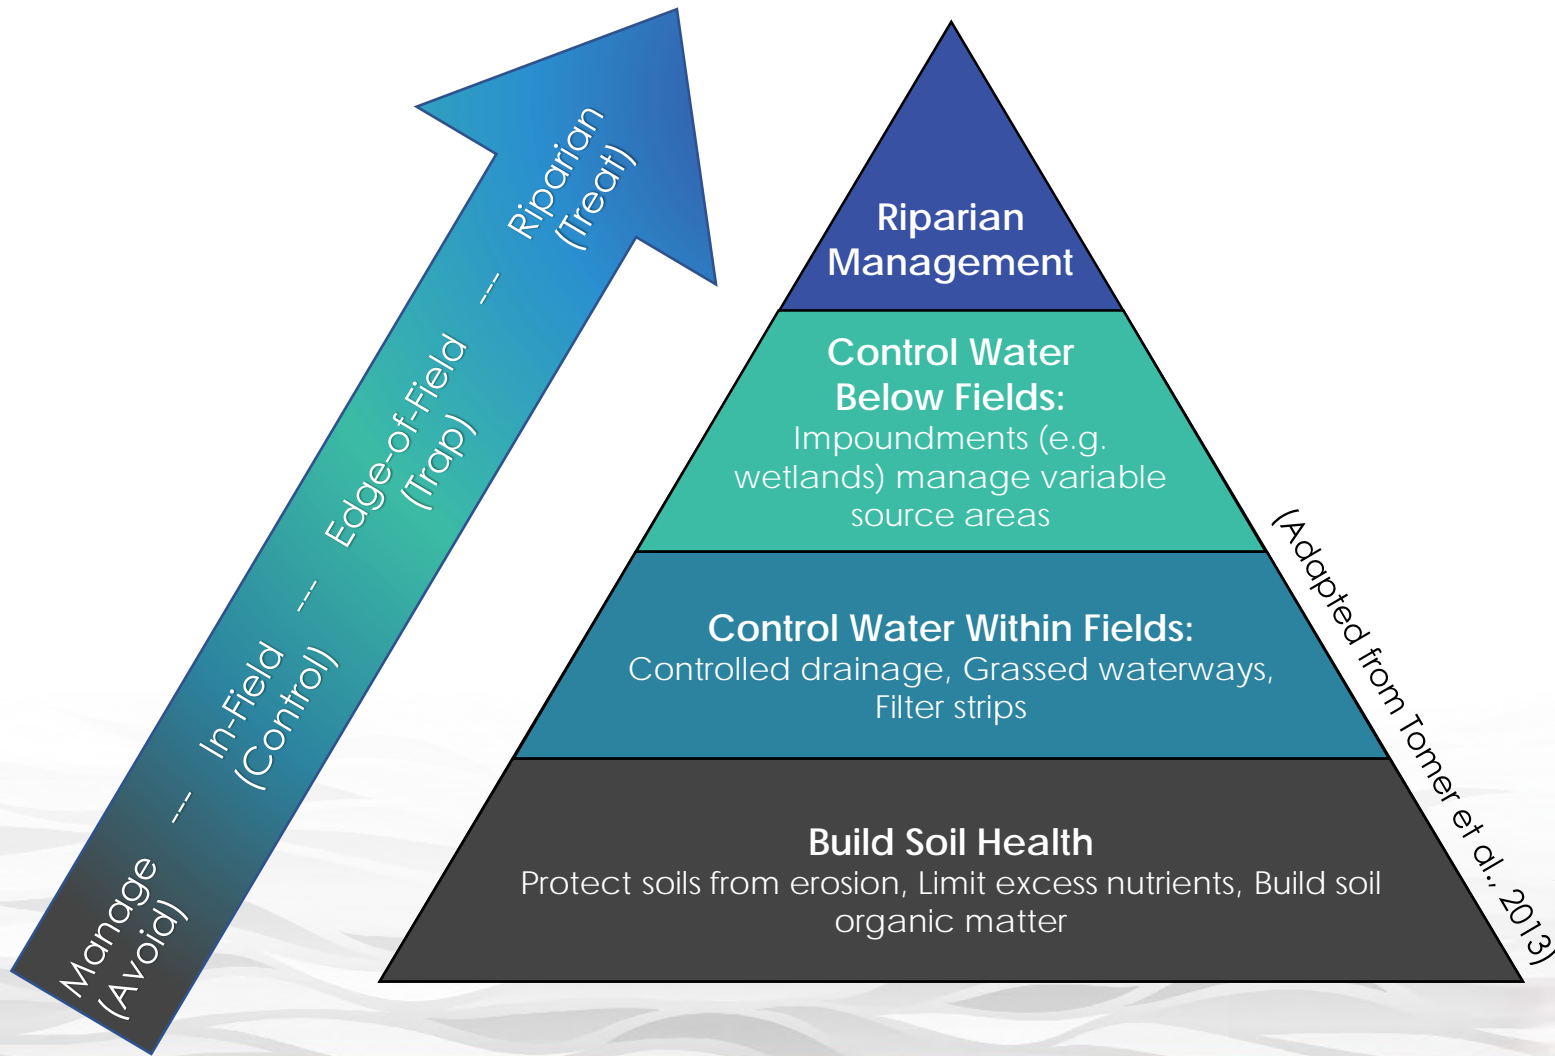 Riparian
Management
Control Water
Below Fields:
Impoundments (e.g.
wetlands) manage variable
source areas
Control Water Within Fields:
Controlled drainage, Grassed waterways,
Filter strips
Build Soil Health
Protect soils from erosion, Limit excess nutrients, Build soil
organic matter
Manage --- In-Field --- Edge-of-Field --- Riparian
(Avoid) (Control) (Trap) (Treat)
(Adapted from Tomer et al., 2013)